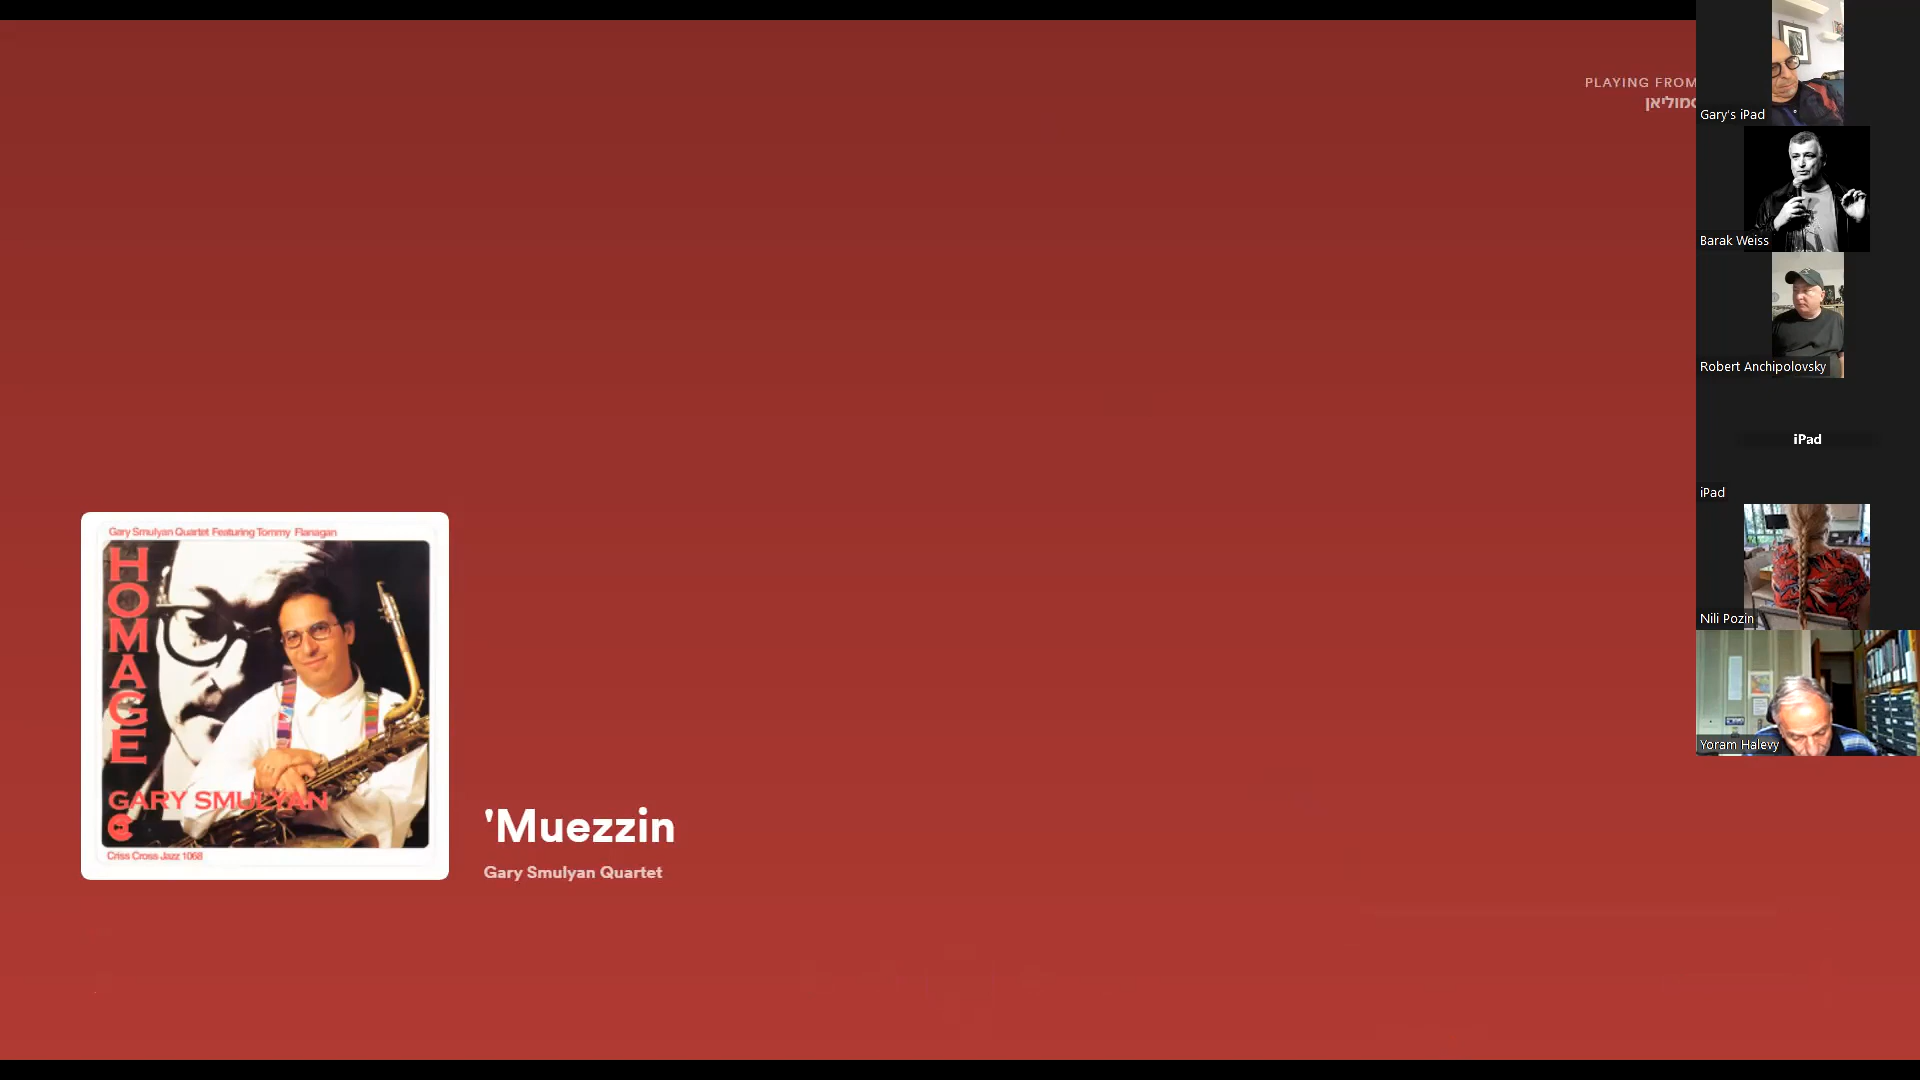 PLAYING FROM
סמוליאן
Gary Smulyan Quartet Featuring Tommy Flanagan
HOMAGE
GARY SMULYAN
Criss Cross Jazz 1068
'Muezzin
Gary Smulyan Quartet
Gary's iPad
Barak Weiss
Robert Anchipolovsky
iPad
iPad
Nili Pozin
Yoram Halevy